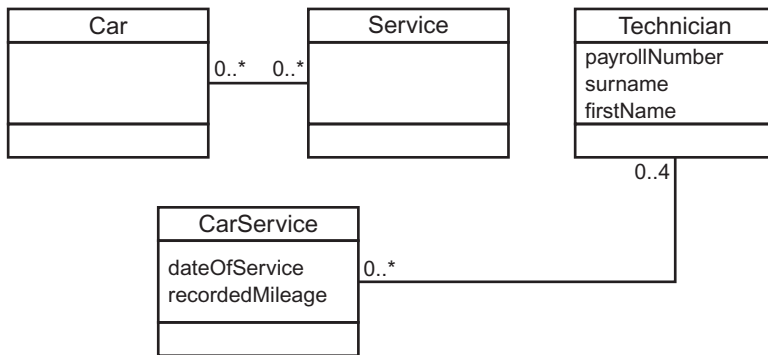 Car
Service
Technician
payrollNumber
surname
firstName
0..*
0..*
0..4
CarService
dateOfService
recordedMileage
0..*